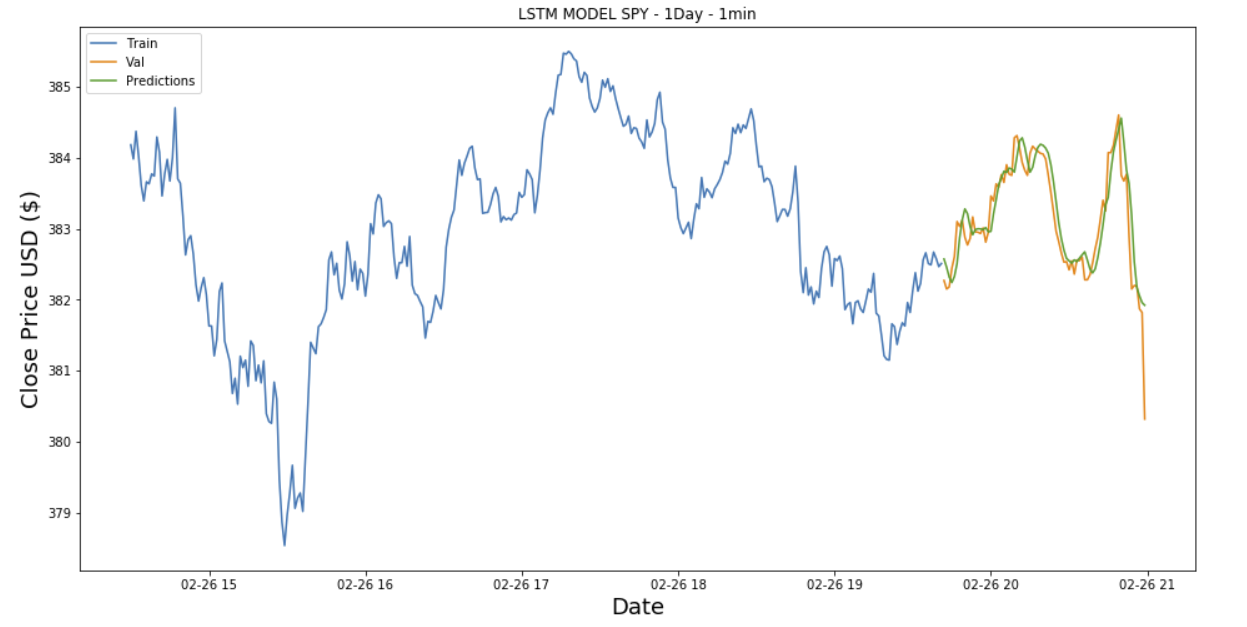 LSTM MODEL SPY - 1Day - 1min
Train
Val
Predictions
385
384
383
382
381
380
379
Close Price USD ($)
02-26 15 02-26 16 02-26 17 02-26 18 02-26 19 02-26 20 02-26 21
Date